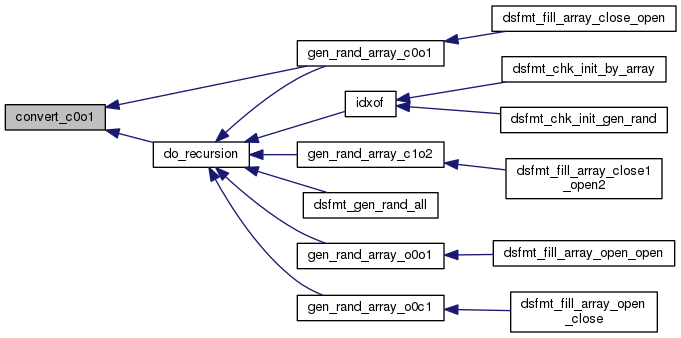 dsfmt_fill_array_close_open
gen_rand_array_c0o1
dsfmt_chk_init_by_array
idxof
convert_c0o1
dsfmt_chk_init_gen_rand
do_recursion
gen_rand_array_c1o2
dsfmt_fill_array_close1
_open2
dsfmt_gen_rand_all
gen_rand_array_o0o1
dsfmt_fill_array_open_open
gen_rand_array_o0c1
dsfmt_fill_array_open
_close